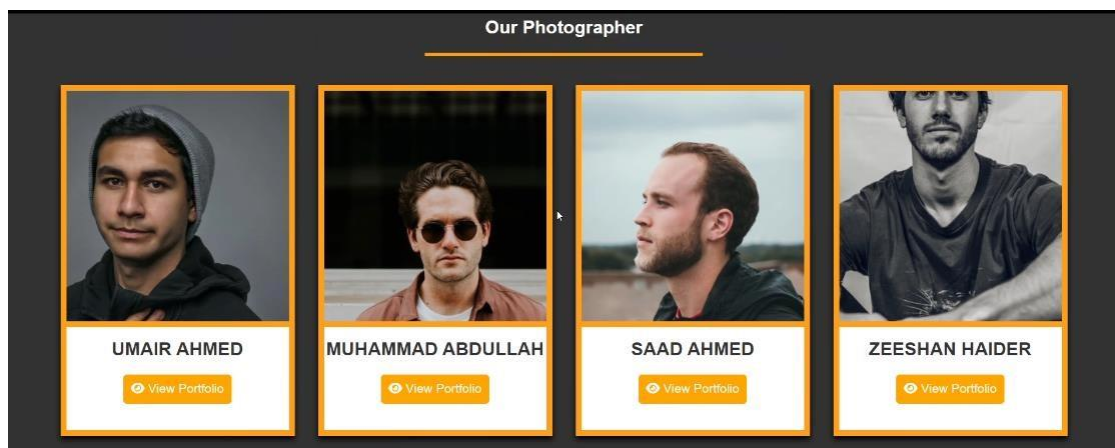 Our Photographer
UMAIR AHMED
View Portfolio
MUHAMMAD ABDULLAH
View Portfolio
SAAD AHMED
View Portfolio
ZEESHAN HAIDER
View Portfolio